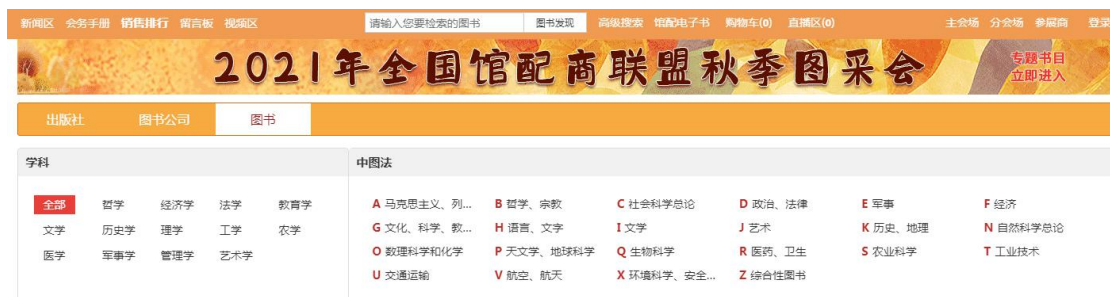 新闻区 会务手册 销售排行 留言板 视频区 请输入您要检索的图书 图书发现 高级搜索 馆配电子书 购物车(0) 直播区(0) 主会场 分会场 参展商 登录
2021年全国馆配商联盟秋季图采会
专题书目
立即进入
出版社 图书公司 图书
学科
全部 哲学 经济学 法学 教育学
文学 历史学 理学 工学 农学
医学 军事学 管理学 艺术学
中图法
A 马克思主义、列... B 哲学、宗教 C 社会科学总论 D 政治、法律 E 军事 F 经济
G 文化、科学、教... H 语言、文字 I 文学 J 艺术 K 历史、地理 N 自然科学总论
O 数理科学和化学 P 天文学、地球科学 Q 生物科学 R 医药、卫生 S 农业科学 T 工业技术
U 交通运输 V 航空、航天 X 环境科学、安全... Z 综合性图书